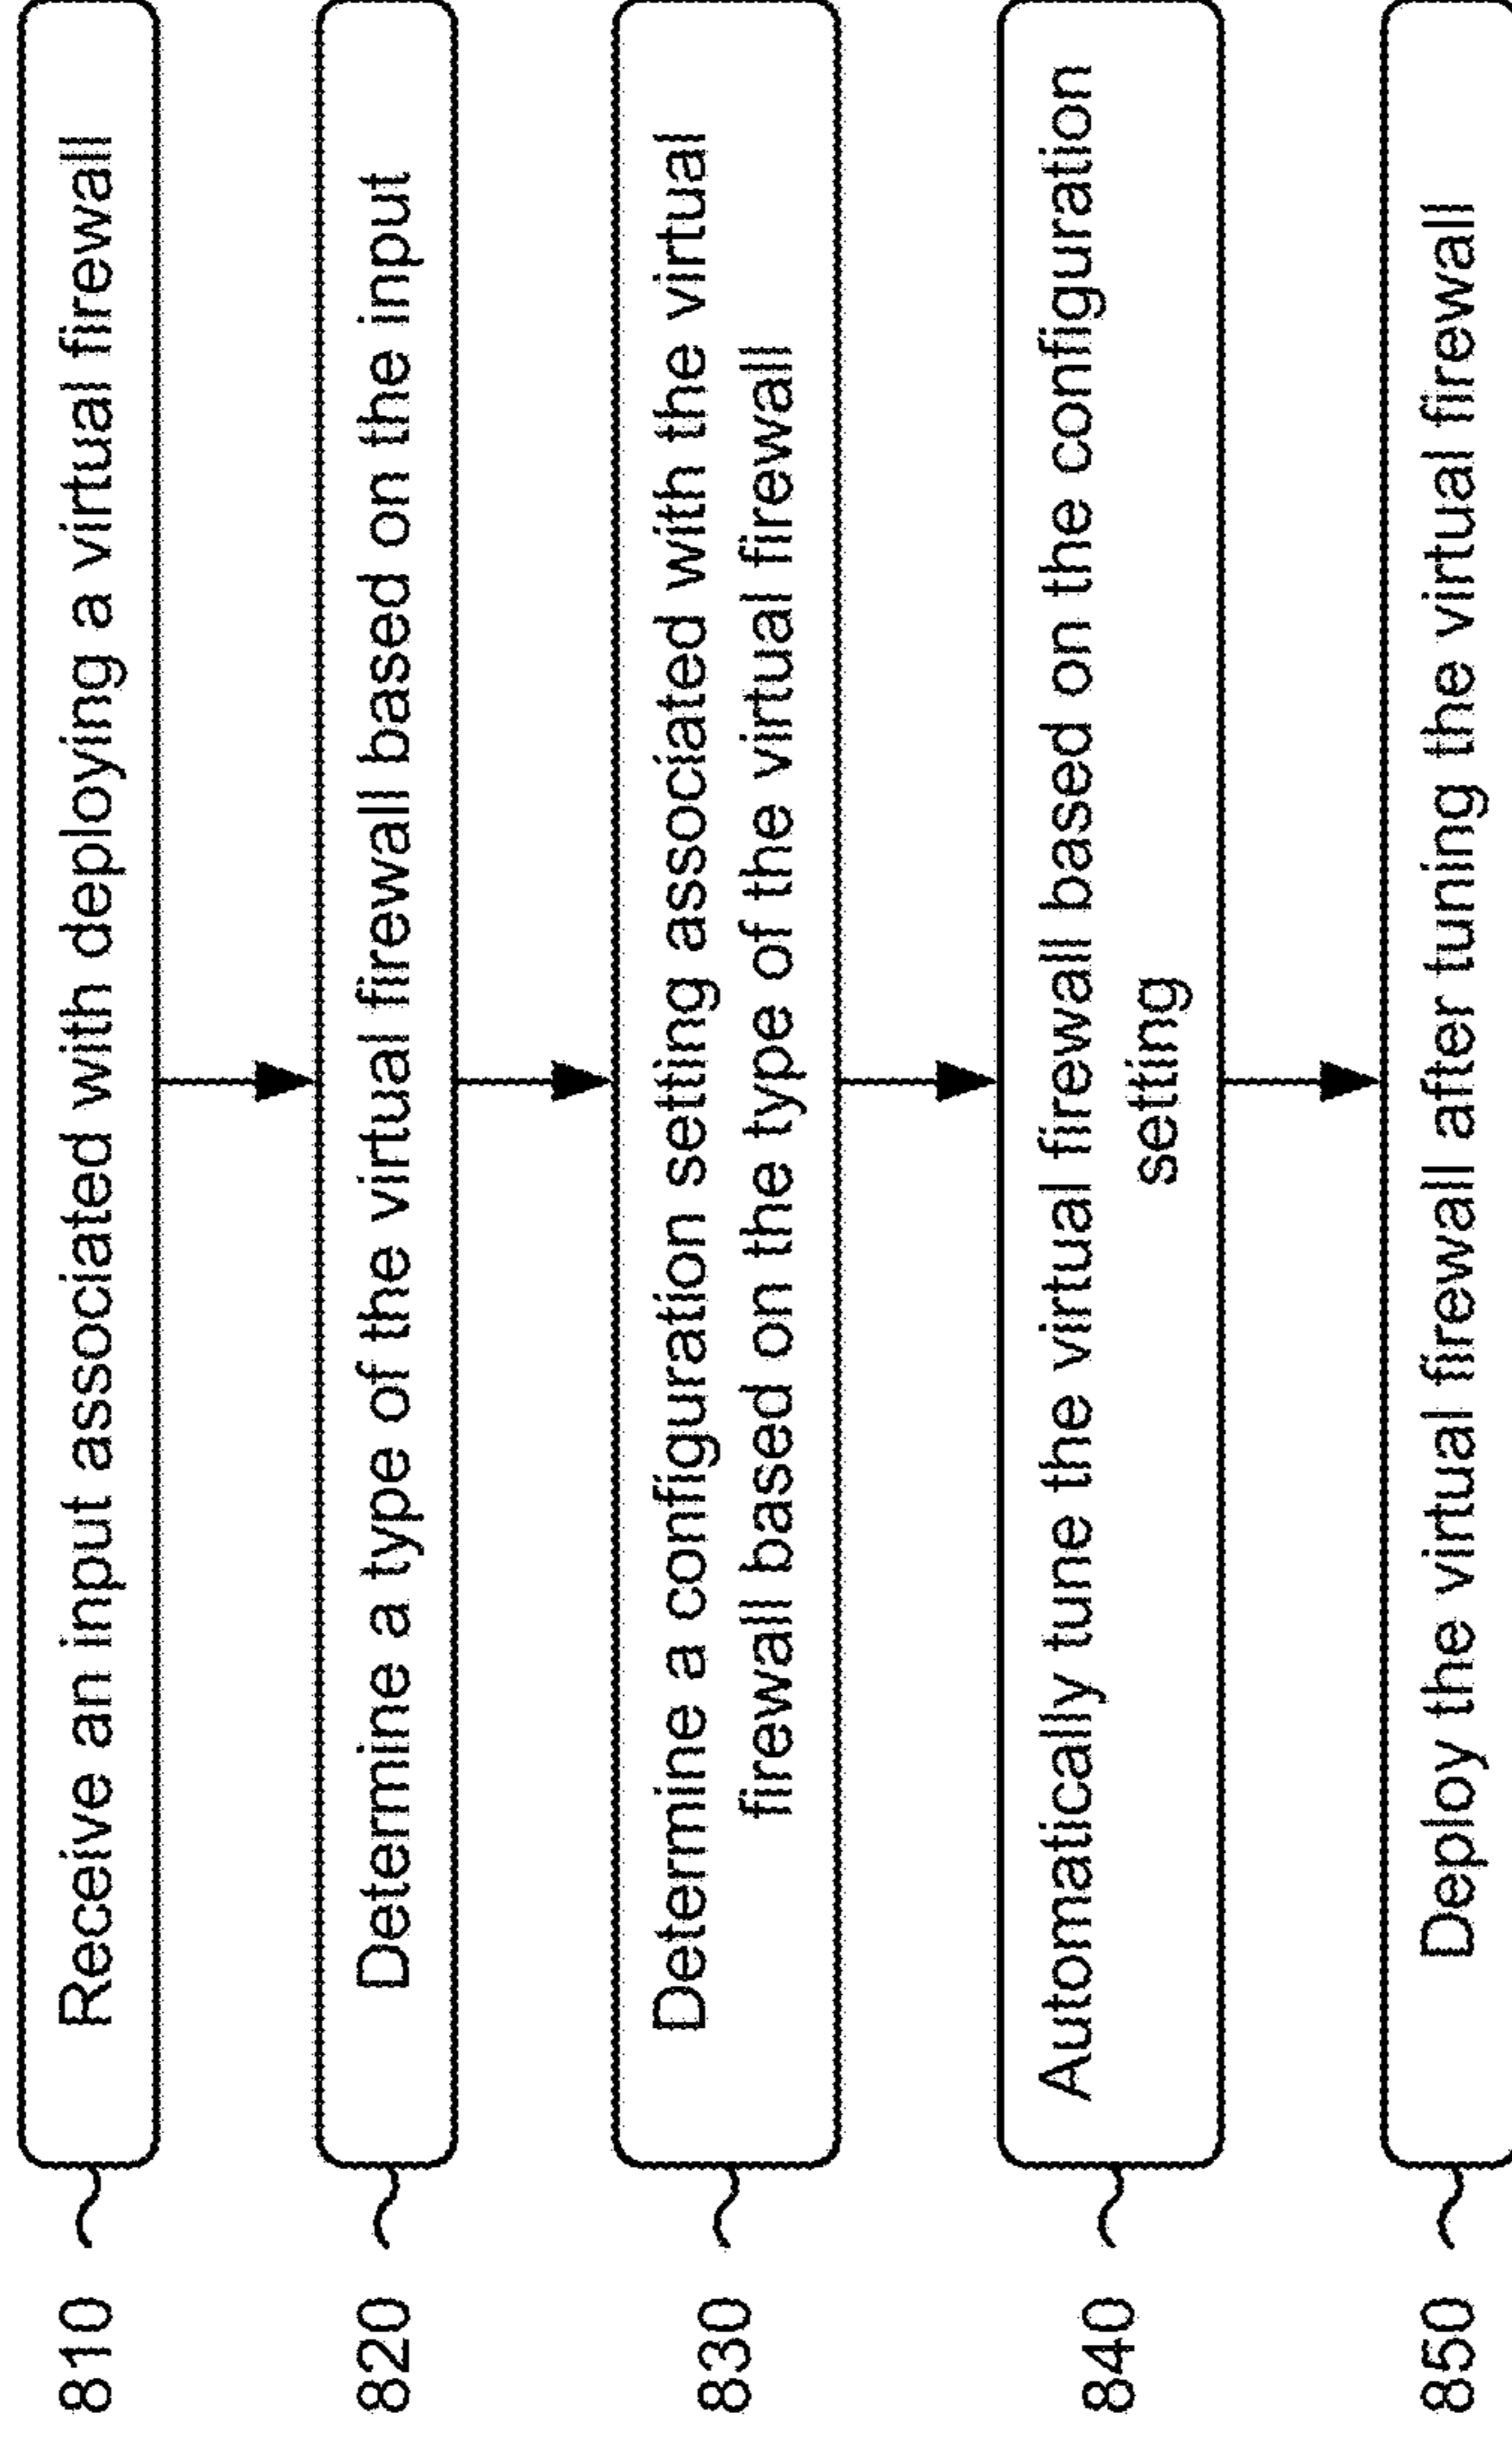 810
Receive an input associated with deploying a virtual firewall
820
Determine a type of the virtual firewall based on the input
830
Determine a configuration setting associated with the virtual
firewall based on the type of the virtual firewall
840
Automatically tune the virtual firewall based on the configuration
setting
850
Deploy the virtual firewall after tuning the virtual firewall